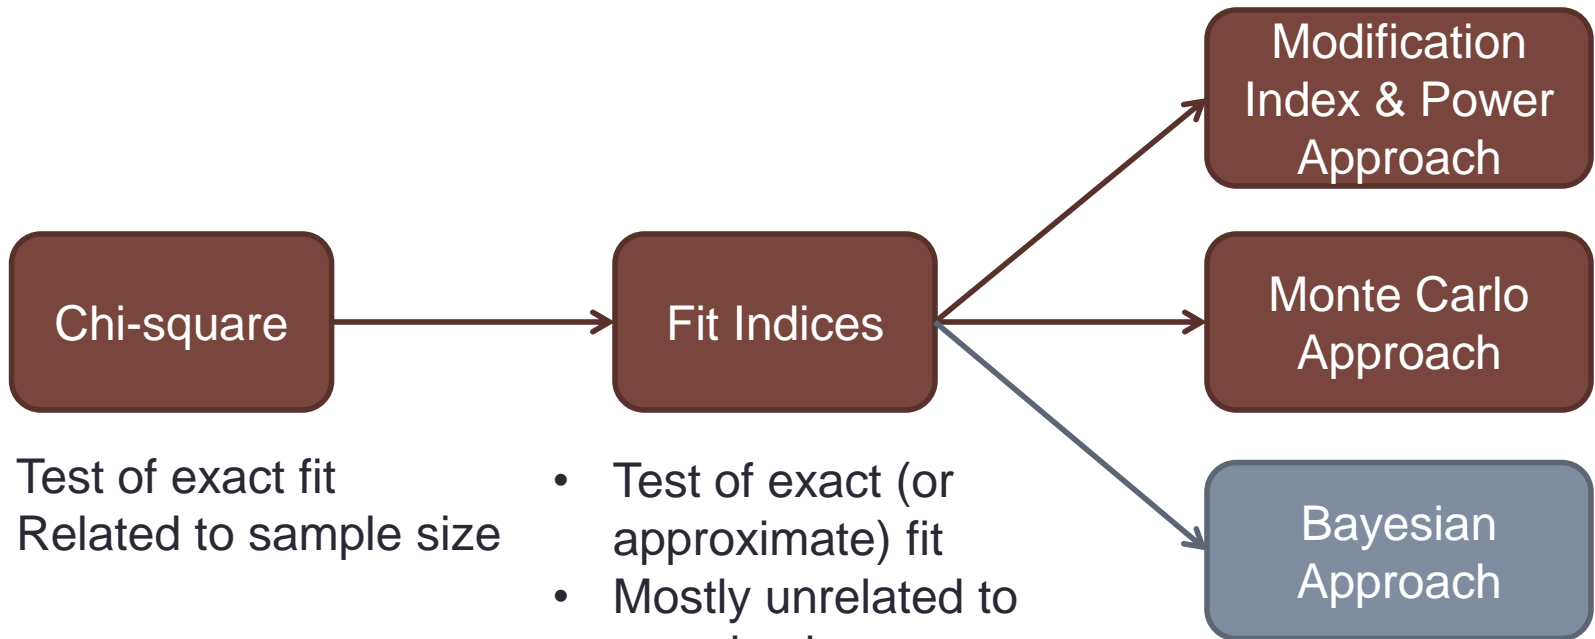 Modification
Index & Power
Approach
Chi-square
Fit Indices
Monte Carlo
Approach
Test of exact fit
Related to sample size
• Test of exact (or
approximate) fit
• Mostly unrelated to
Bayesian
Approach